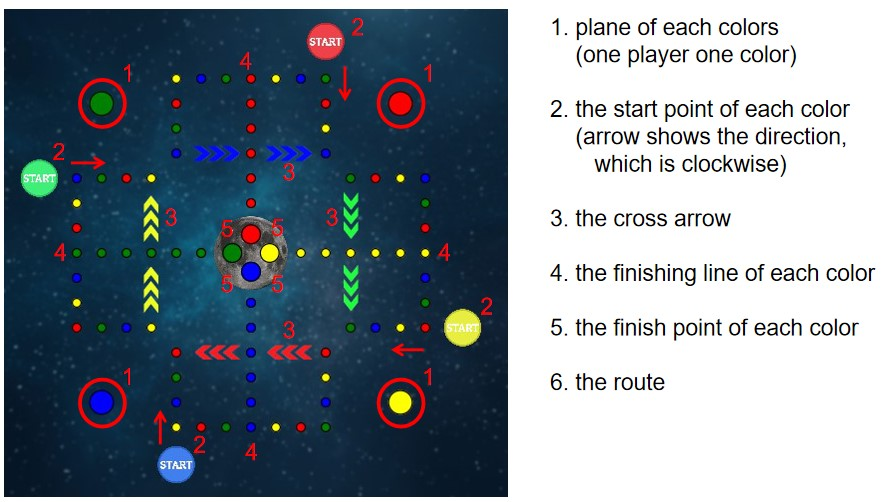 START 2
4
1 1
3
2
START
5 5
3 3
4 4
5 5
2
START
3
1 1
2
START 4
1. plane of each colors
(one player one color)
2. the start point of each color
(arrow shows the direction,
which is clockwise)
3. the cross arrow
4. the finishing line of each color
5. the finish point of each color
6. the route